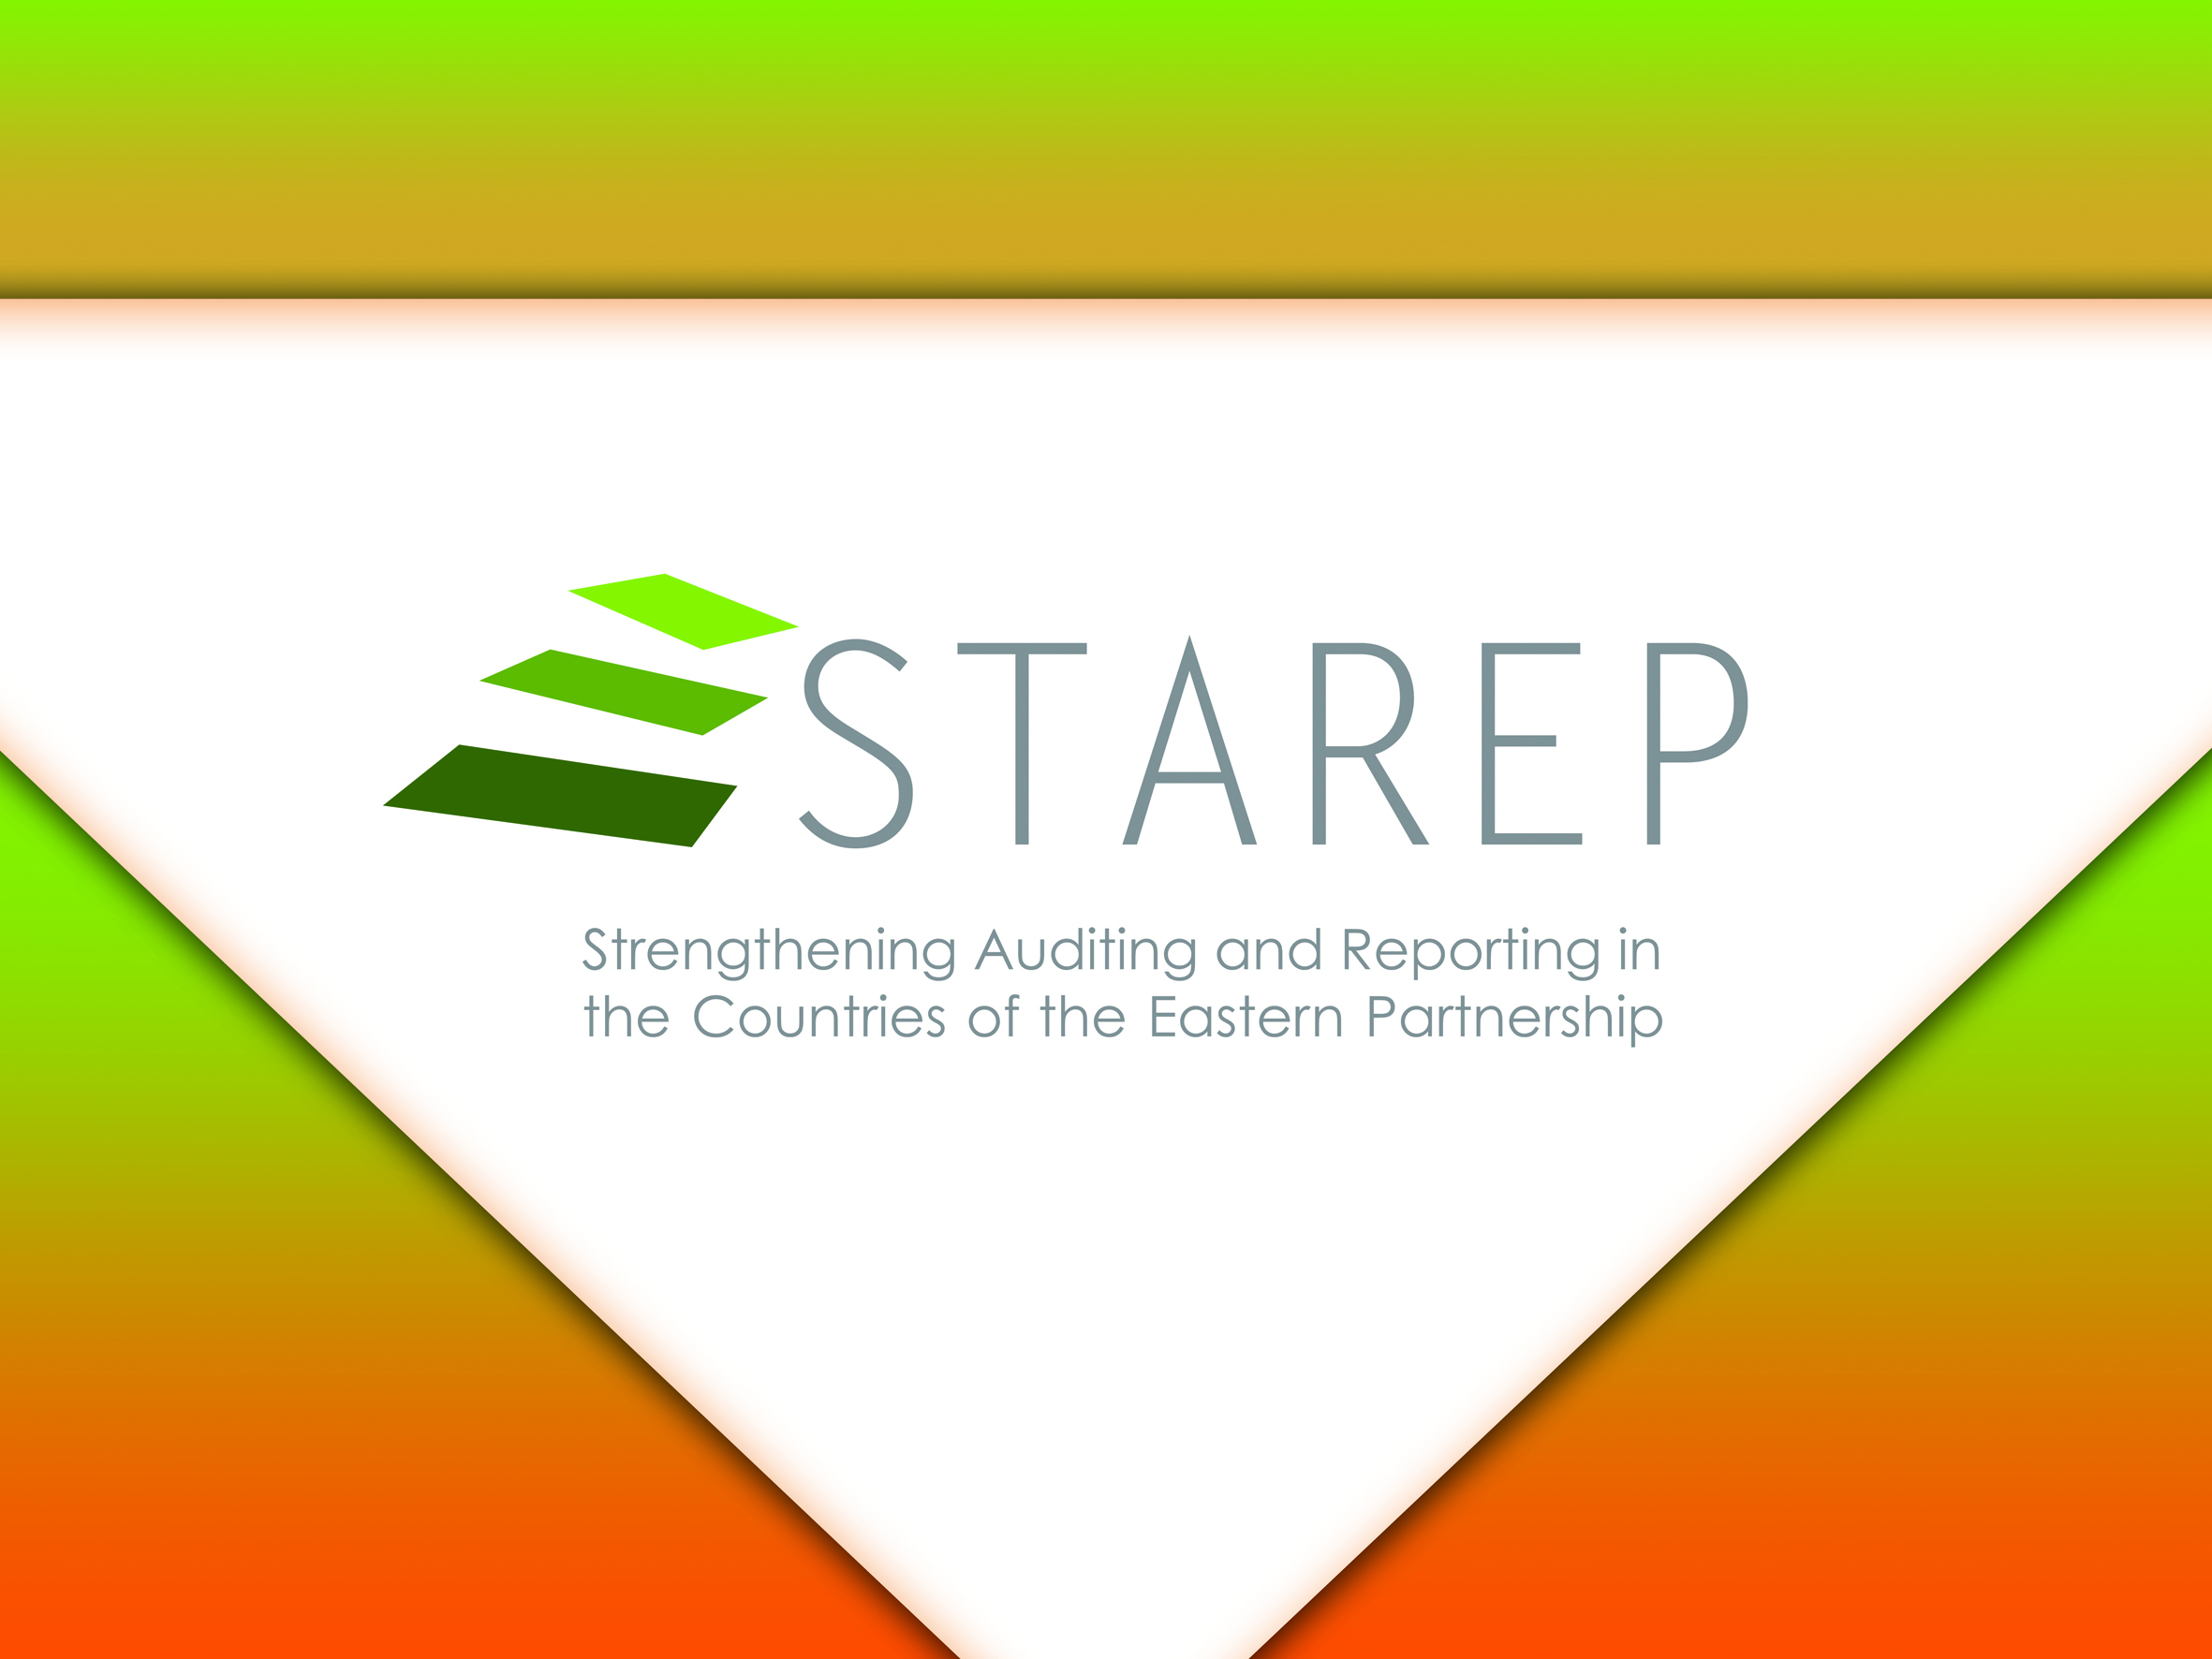 STAREP
Strengthening Auditing and Reporting in
the Countries of the Eastern Partnership